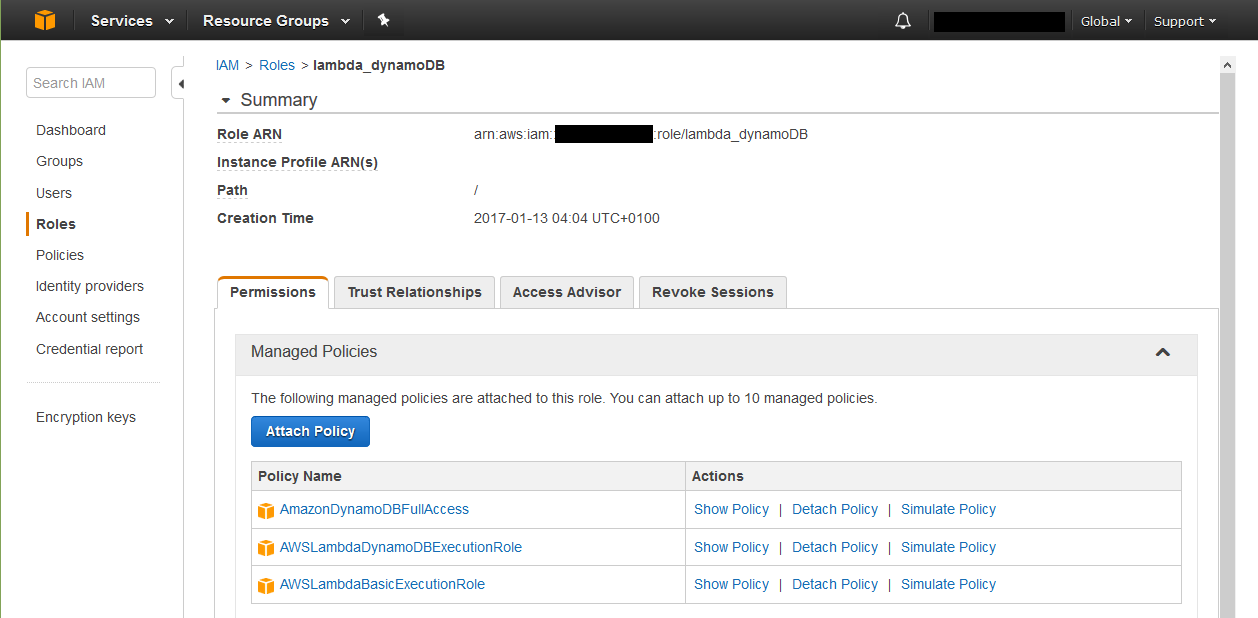 Services Resource Groups Global Support
Search IAM
Dashboard
Groups
Users
Roles
Policies
Identity providers
Account settings
Credential report
Encryption keys
IAM > Roles > lambda_dynamoDB
Summary
Role ARN arn:aws:iam:: :role/lambda_dynamoDB
Instance Profile ARN(s)
Path /
Creation Time 2017-01-13 04:04 UTC+0100
Permissions Trust Relationships Access Advisor Revoke Sessions
Managed Policies
The following managed policies are attached to this role. You can attach up to 10 managed policies.
Attach Policy
Policy Name Actions
AmazonDynamoDBFullAccess Show Policy | Detach Policy | Simulate Policy
AWSLambdaDynamoDBExecutionRole Show Policy | Detach Policy | Simulate Policy
AWSLambdaBasicExecutionRole Show Policy | Detach Policy | Simulate Policy